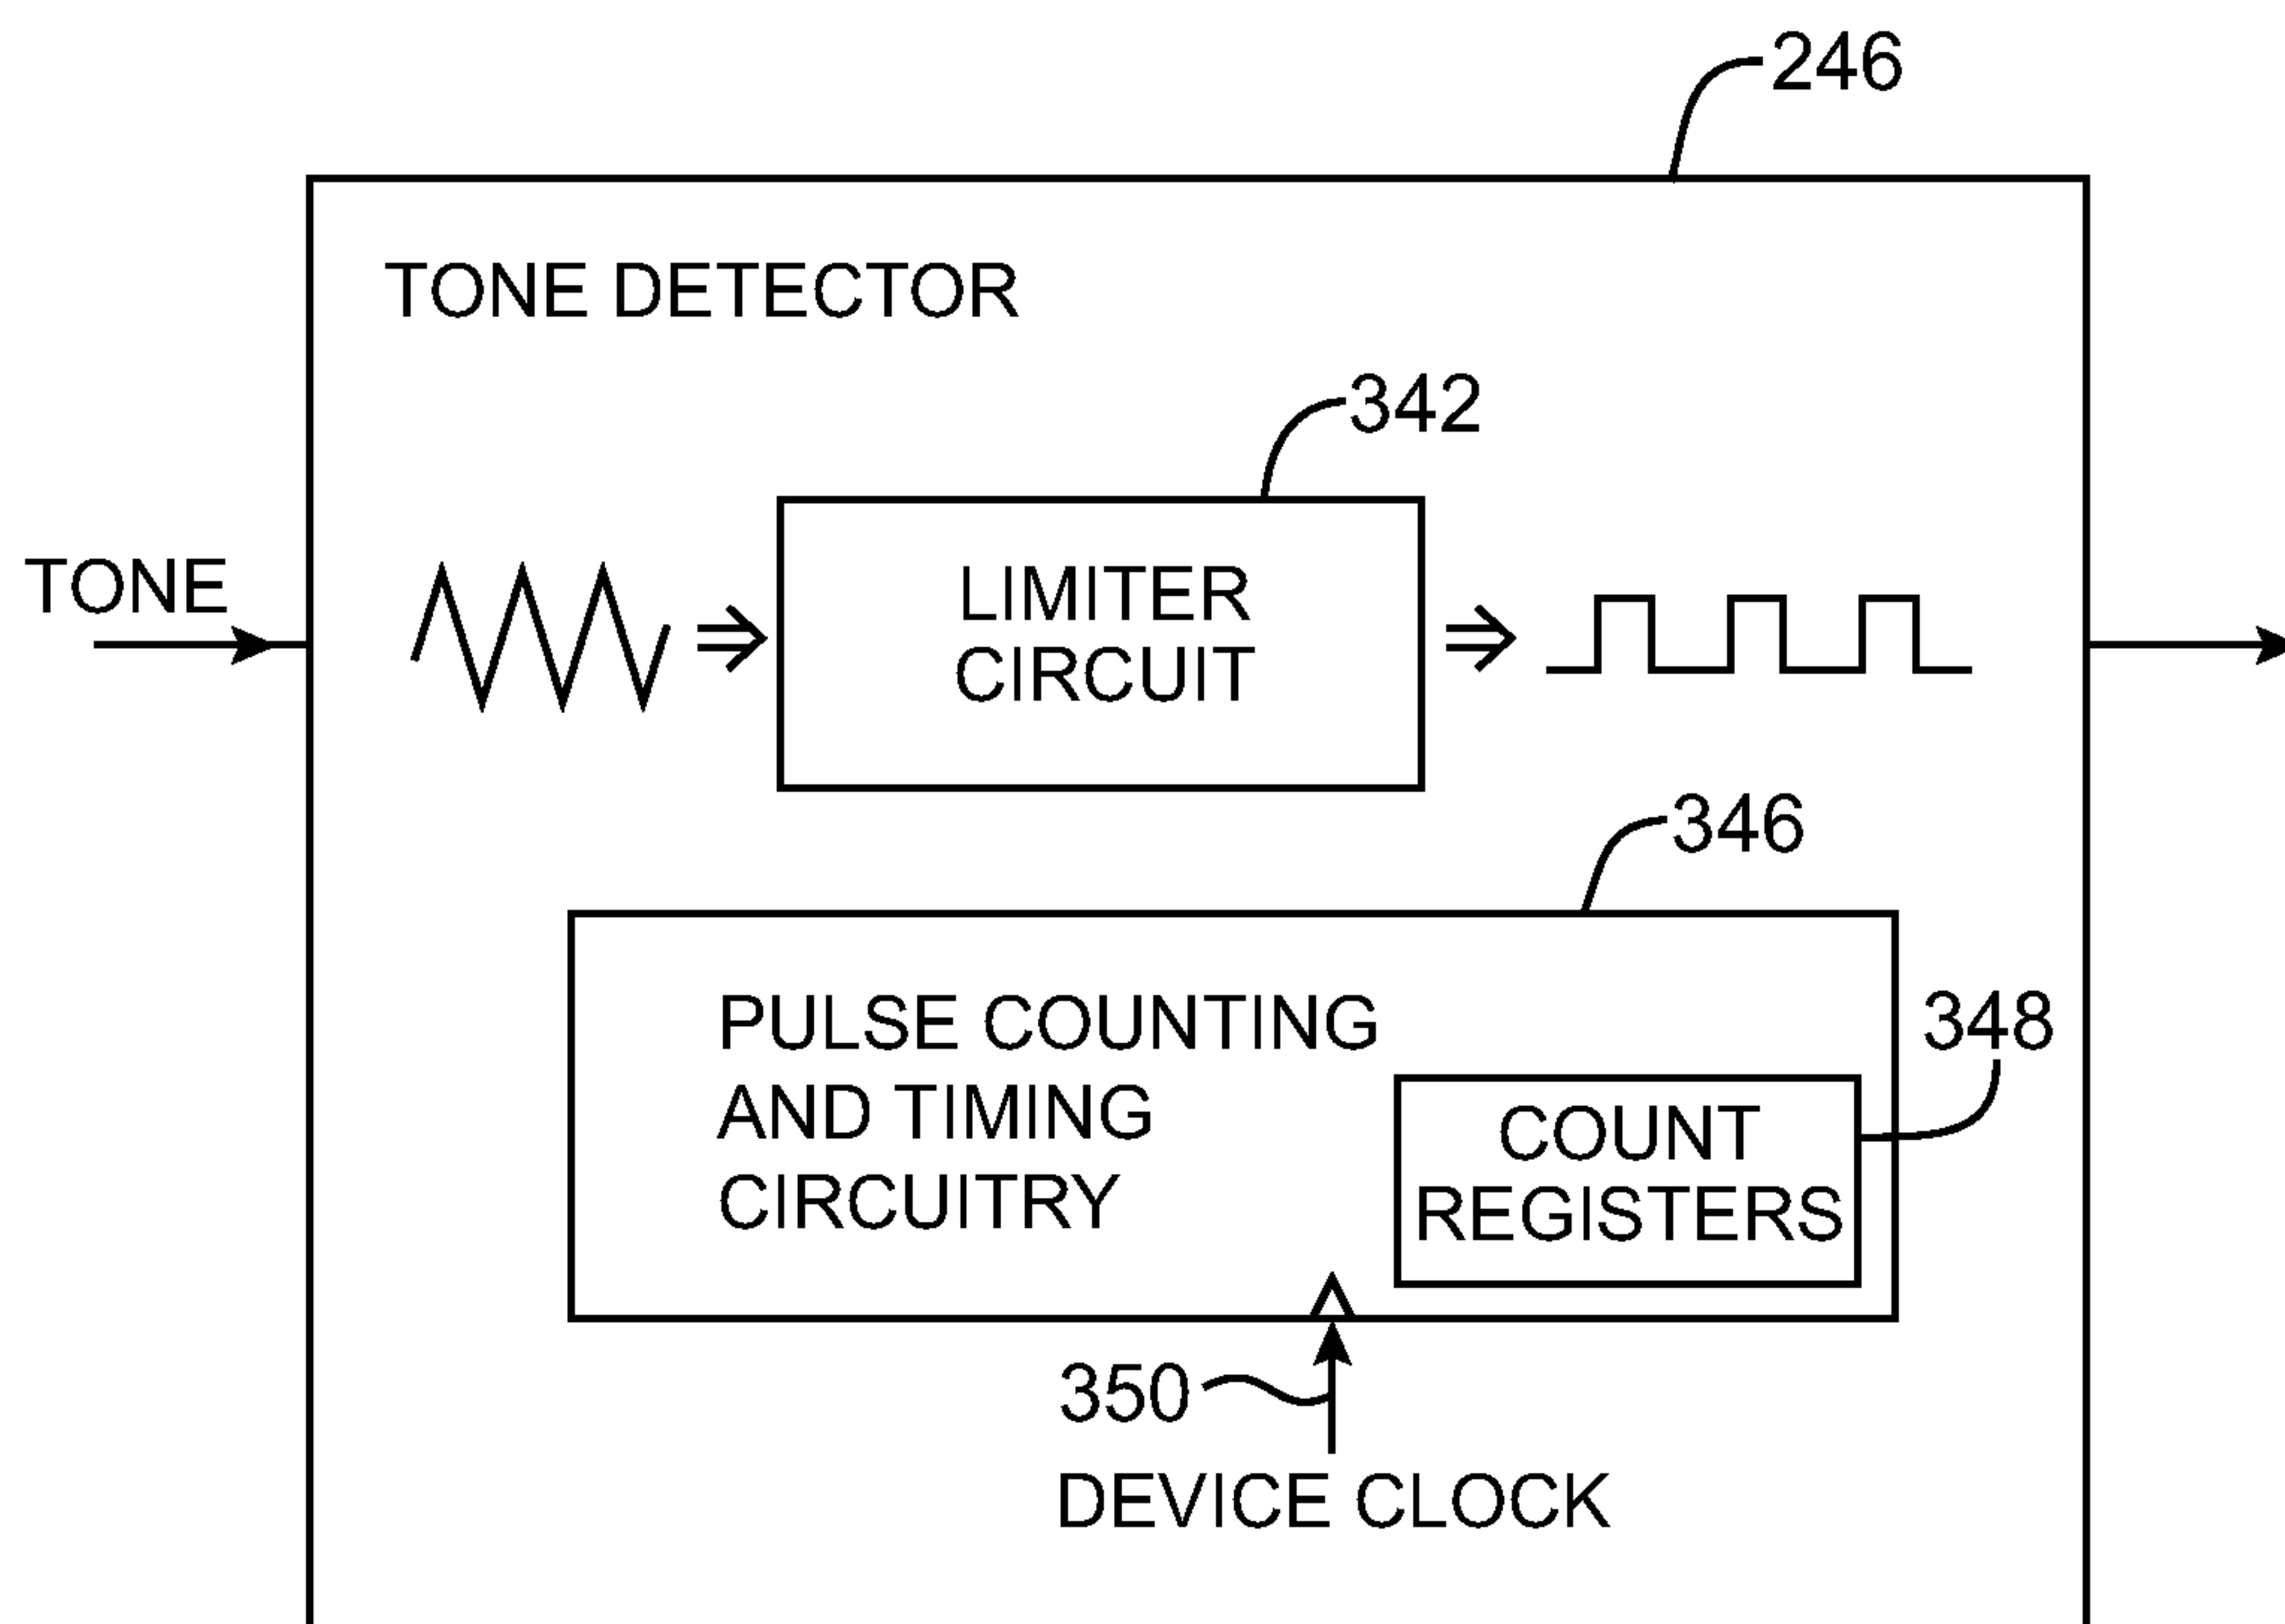 246
TONE DETECTOR
342
TONE
LIMITER
CIRCUIT
346
PULSE COUNTING
AND TIMING
CIRCUITRY
348
COUNT
REGISTERS
350
DEVICE CLOCK